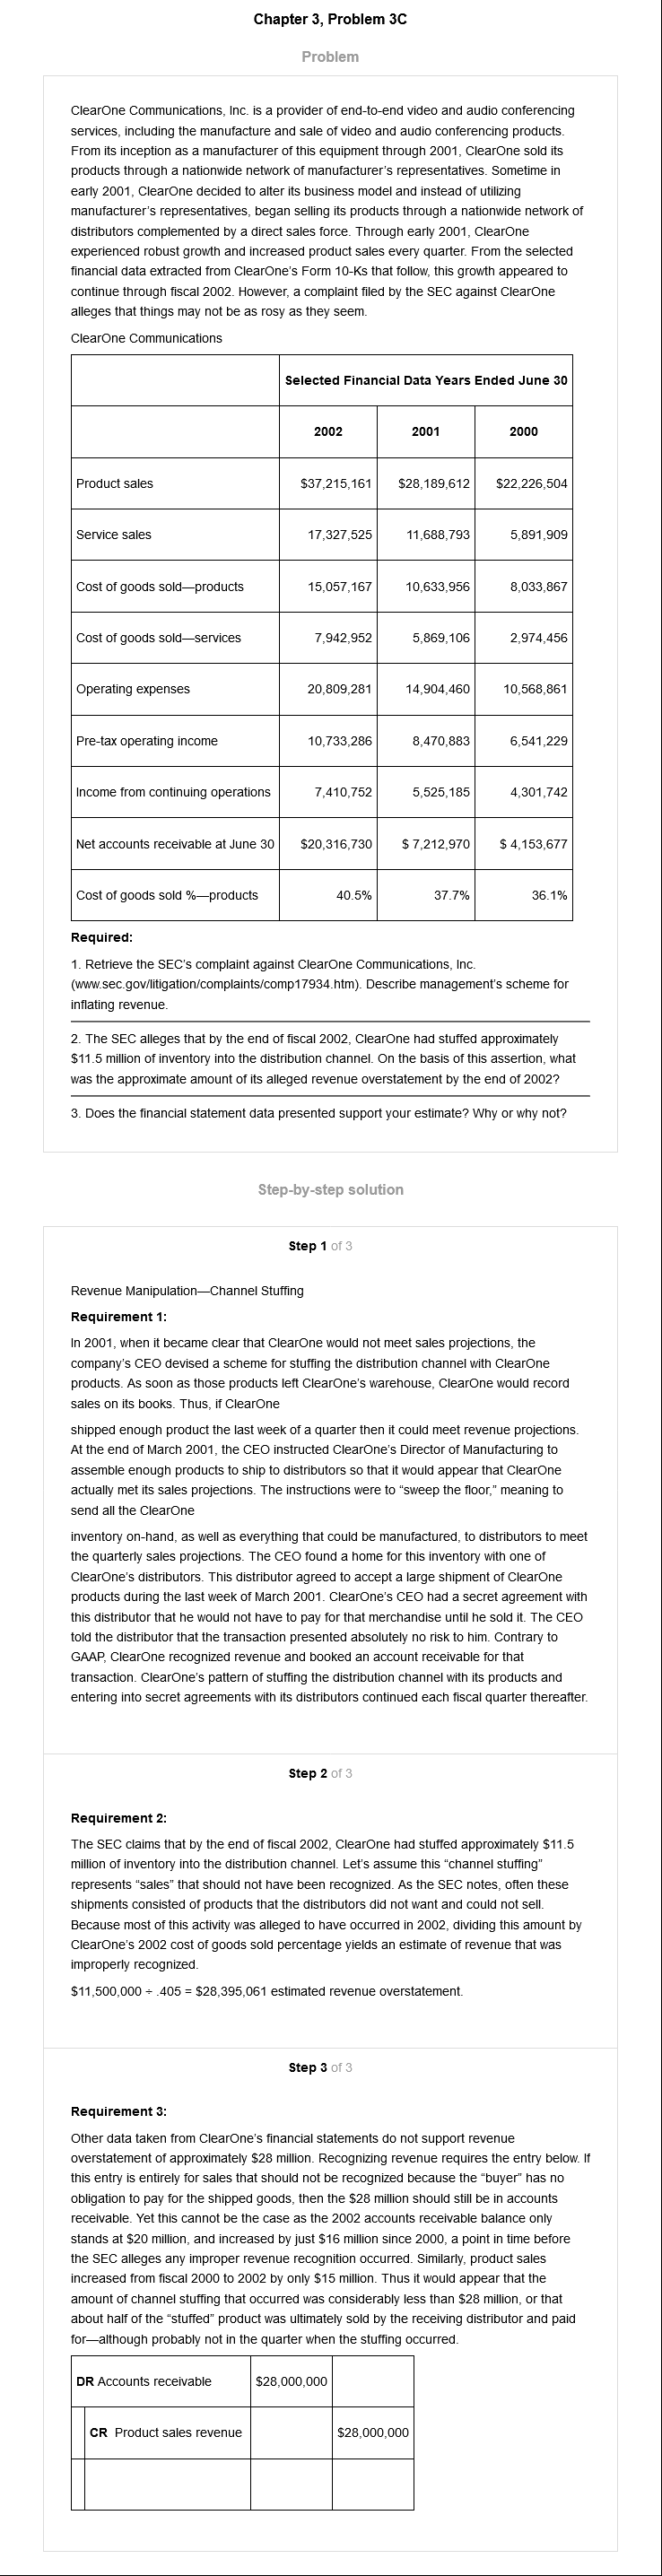 Chapter 3, Problem 3C
Problem
ClearOne Communications, Inc. is a provider of end-to-end video and audio conferencing
services, including the manufacture and sale of video and audio conferencing products.
From its inception as a manufacturer of this equipment through 2001, ClearOne sold its
products through a nationwide network of manufacturer's representatives. Sometime in
early 2001, ClearOne decided to alter its business model and instead of utilizing
manufacturer's representatives, began selling its products through a nationwide network of
distributors complemented by a direct sales force. Through early 2001, ClearOne
experienced robust growth and increased product sales every quarter. From the selected
financial data extracted from ClearOne's Form 10-Ks that follow, this growth appeared to
continue through fiscal 2002. However, a complaint filed by the SEC against ClearOne
alleges that things may not be as rosy as they seem.
ClearOne Communications
Selected Financial Data Years Ended June 30
2002 2001 2000
Product sales $37,215,161 $28,189,612 $22,226,504
Service sales 17,327,525 11,688,793 5,891,909
Cost of goods sold—products 15,057,167 10,633,956 8,033,867
Cost of goods sold—services 7,942,952 5,869,106 2,974,456
Operating expenses 20,809,281 14,904,460 10,568,861
Pre-tax operating income 10,733,286 8,470,883 6,541,229
Income from continuing operations 7,410,752 5,525,185 4,301,742
Net accounts receivable at June 30 $20,316,730 $ 7,212,970 $ 4,153,677
Cost of goods sold %—products 40.5% 37.7% 36.1%
Required:
1. Retrieve the SEC's complaint against ClearOne Communications, Inc.
(www.sec.gov/litigation/complaints/comp17934.htm). Describe management's scheme for
inflating revenue.
2. The SEC alleges that by the end of fiscal 2002, ClearOne had stuffed approximately
$11.5 million of inventory into the distribution channel. On the basis of this assertion, what
was the approximate amount of its alleged revenue overstatement by the end of 2002?
3. Does the financial statement data presented support your estimate? Why or why not?
Step-by-step solution
Step 1 of 3
Revenue Manipulation—Channel Stuffing
Requirement 1:
In 2001, when it became clear that ClearOne would not meet sales projections, the
company's CEO devised a scheme for stuffing the distribution channel with ClearOne
products. As soon as those products left ClearOne's warehouse, ClearOne would record
sales on its books. Thus, if ClearOne
shipped enough product the last week of a quarter then it could meet revenue projections.
At the end of March 2001, the CEO instructed ClearOne's Director of Manufacturing to
assemble enough products to ship to distributors so that it would appear that ClearOne
actually met its sales projections. The instructions were to “sweep the floor,” meaning to
send all the ClearOne
inventory on-hand, as well as everything that could be manufactured, to distributors to meet
the quarterly sales projections. The CEO found a home for this inventory with one of
ClearOne's distributors. This distributor agreed to accept a large shipment of ClearOne
products during the last week of March 2001. ClearOne's CEO had a secret agreement with
this distributor that he would not have to pay for that merchandise until he sold it. The CEO
told the distributor that the transaction presented absolutely no risk to him. Contrary to
GAAP, ClearOne recognized revenue and booked an account receivable for that
transaction. ClearOne's pattern of stuffing the distribution channel with its products and
entering into secret agreements with its distributors continued each fiscal quarter thereafter.
Step 2 of 3
Requirement 2:
The SEC claims that by the end of fiscal 2002, ClearOne had stuffed approximately $11.5
million of inventory into the distribution channel. Let's assume this “channel stuffing”
represents “sales” that should not have been recognized. As the SEC notes, often these
shipments consisted of products that the distributors did not want and could not sell.
Because most of this activity was alleged to have occurred in 2002, dividing this amount by
ClearOne's 2002 cost of goods sold percentage yields an estimate of revenue that was
improperly recognized.
$11,500,000 ÷ .405 = $28,395,061 estimated revenue overstatement.
Step 3 of 3
Requirement 3:
Other data taken from ClearOne's financial statements do not support revenue
overstatement of approximately $28 million. Recognizing revenue requires the entry below. If
this entry is entirely for sales that should not be recognized because the “buyer” has no
obligation to pay for the shipped goods, then the $28 million should still be in accounts
receivable. Yet this cannot be the case as the 2002 accounts receivable balance only
stands at $20 million, and increased by just $16 million since 2000, a point in time before
the SEC alleges any improper revenue recognition occurred. Similarly, product sales
increased from fiscal 2000 to 2002 by only $15 million. Thus it would appear that the
amount of channel stuffing that occurred was considerably less than $28 million, or that
about half of the “stuffed” product was ultimately sold by the receiving distributor and paid
for—although probably not in the quarter when the stuffing occurred.
DR Accounts receivable $28,000,000
CR Product sales revenue $28,000,000